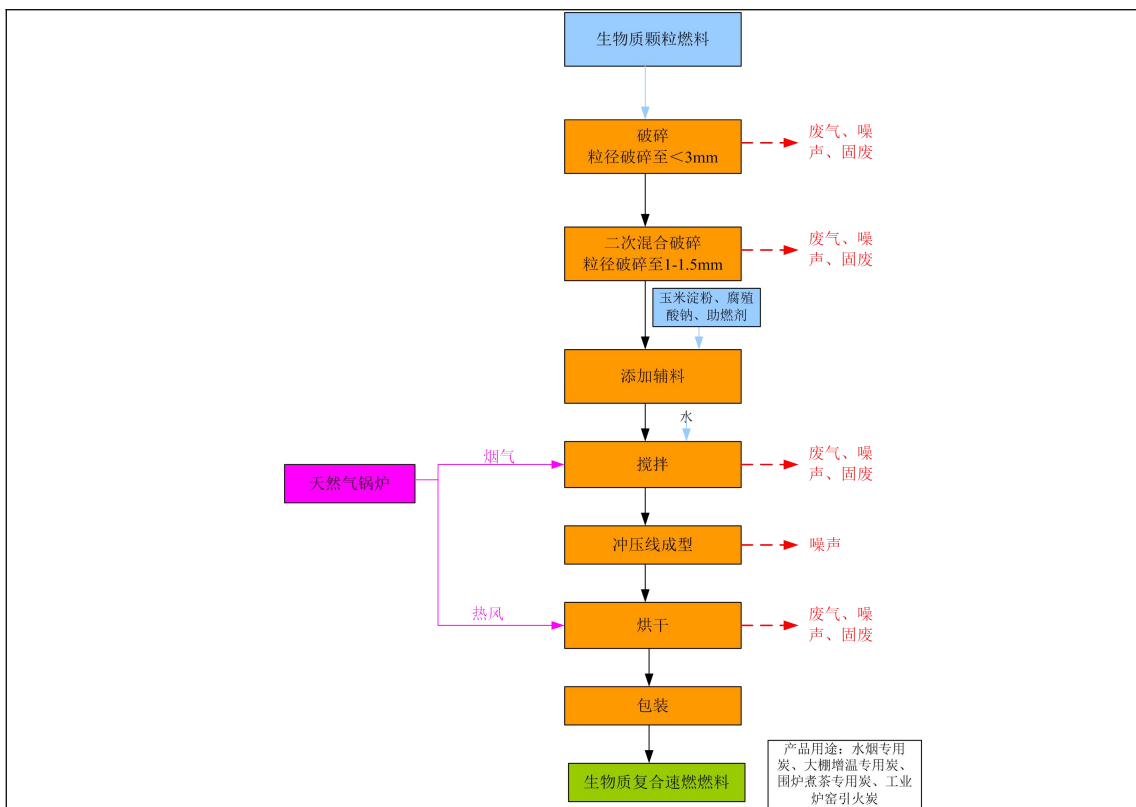 生物质颗粒燃料
破碎
粒径破碎至<3mm
废气、噪
声、固废
二次混合破碎
粒径破碎至1-1.5mm
废气、噪
声、固废
玉米淀粉、腐殖
酸钠、助燃剂
添加辅料
水
烟气
搅拌
废气、噪
声、固废
天然气锅炉
冲压线成型
噪声
热风
烘干
废气、噪
声、固废
包装
生物质复合速燃燃料
产品用途：水烟专用
炭、大棚增温专用炭、
围炉煮茶专用炭、工业
炉窑引火炭